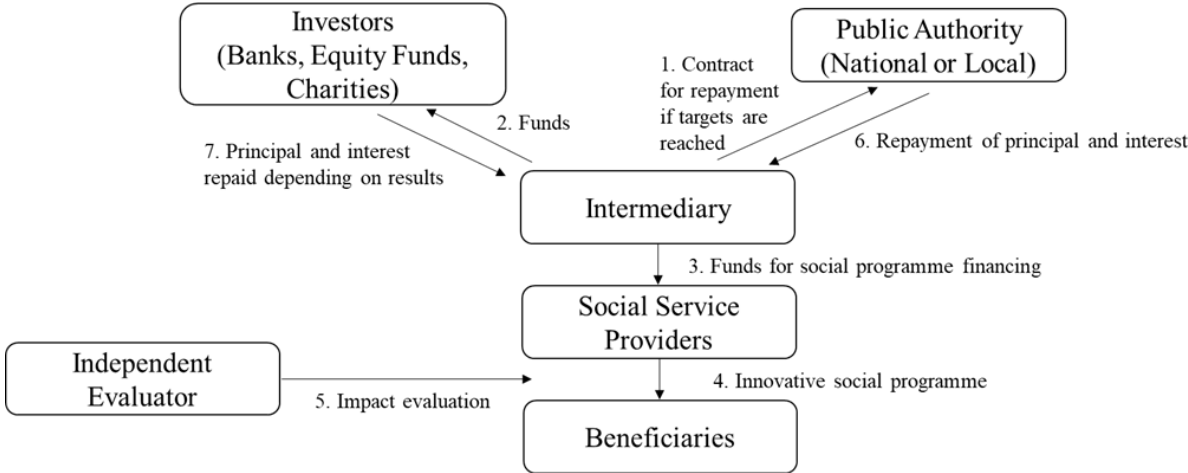 Investors
(Banks, Equity Funds,
Charities)
Public Authority
(National or Local)
1. Contract
for repayment
if targets are
reached
2. Funds
6. Repayment of principal and interest
7. Principal and interest
repaid depending on results
Intermediary
3. Funds for social programme financing
Social Service
Providers
Independent
Evaluator
4. Innovative social programme
5. Impact evaluation
Beneficiaries